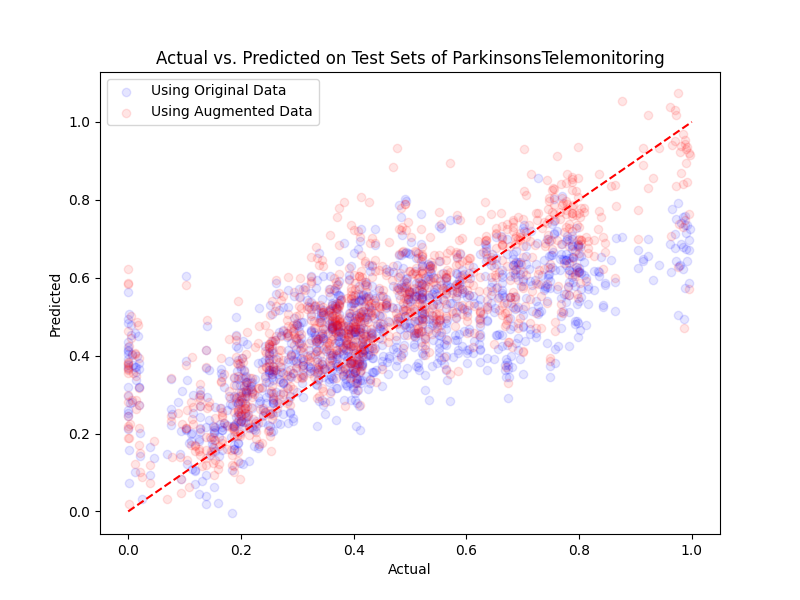 Actual vs. Predicted on Test Sets of ParkinsonsTelemonitoring
Using Original Data
Using Augmented Data
1.0
0.8
0.6
0.4
0.2
0.0
Predicted
0.0 0.2 0.4 0.6 0.8 1.0
Actual